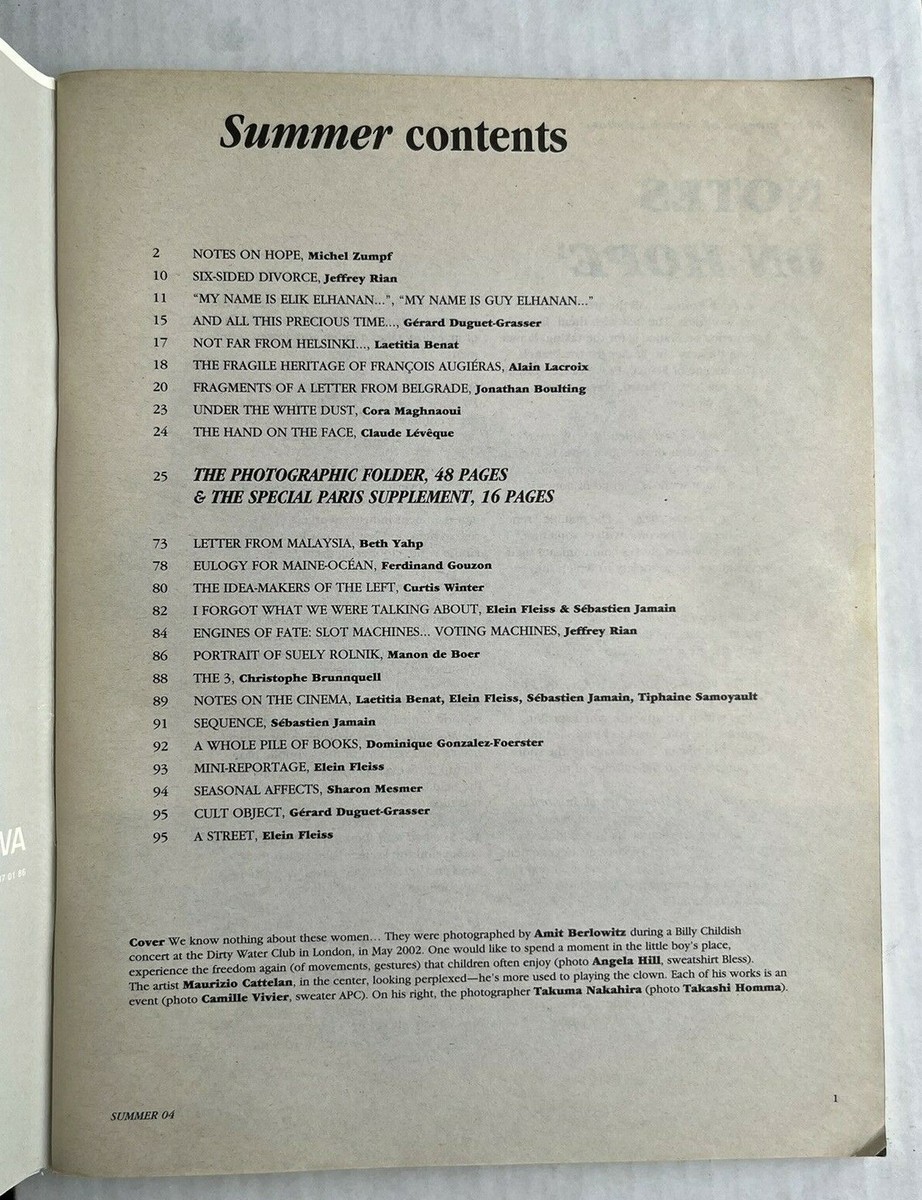 Summer contents
2 NOTES ON HOPE, Michel Zumpf
10 SIX-SIDED DIVORCE, Jeffrey Rian
11 "MY NAME IS ELIK ELHANAN...", "MY NAME IS GUY ELHANAN..."
15 AND ALL THIS PRECIOUS TIME..., Gérard Duguet-Grasser
17 NOT FAR FROM HELSINKI..., Laetitia Benat
18 THE FRAGILE HERITAGE OF FRANÇOIS AUGIÉRAS, Alain Lacroix
20 FRAGMENTS OF A LETTER FROM BELGRADE, Jonathan Boulting
23 UNDER THE WHITE DUST, Cora Maghnaoui
24 THE HAND ON THE FACE, Claude Lévêque
25 THE PHOTOGRAPHIC FOLDER, 48 PAGES
& THE SPECIAL PARIS SUPPLEMENT, 16 PAGES
73 LETTER FROM MALAYSIA, Beth Yahp
78 EULOGY FOR MAINE-OCÉAN, Ferdinand Gouzon
80 THE IDEA-MAKERS OF THE LEFT, Curtis Winter
82 I FORGOT WHAT WE WERE TALKING ABOUT, Elein Fleiss & Sébastien Jamain
84 ENGINES OF FATE: SLOT MACHINES... VOTING MACHINES, Jeffrey Rian
86 PORTRAIT OF SUELY ROLNIK, Manon de Boer
88 THE 3, Christophe Brunnquell
89 NOTES ON THE CINEMA, Laetitia Benat, Elein Fleiss, Sébastien Jamain, Tiphaine Samoyault
91 SEQUENCE, Sébastien Jamain
92 A WHOLE PILE OF BOOKS, Dominique Gonzalez-Foerster
93 MINI-REPORTAGE, Elein Fleiss
94 SEASONAL AFFECTS, Sharon Mesmer
95 CULT OBJECT, Gérard Duguet-Grasser
95 A STREET, Elein Fleiss
Cover We know nothing about these women... They were photographed by Amit Berlowitz during a Billy Childish
concert at the Dirty Water Club in London, in May 2002. One would like to spend a moment in the little boy's place,
experience the freedom again (of movements, gestures) that children often enjoy (photo Angela Hill, sweatshirt Bless).
The artist Maurizio Cattelan, in the center, looking perplexed—he's more used to playing the clown. Each of his works is an
event (photo Camille Vivier, sweater APC). On his right, the photographer Takuma Nakahira (photo Takashi Homma).
SUMMER 04
1
NOTES
ON HOPE